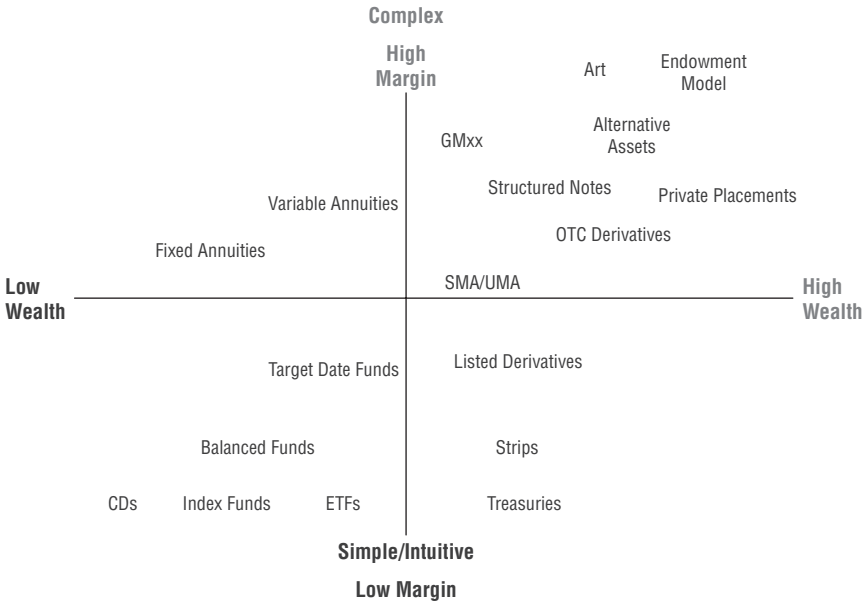 Complex
High
Margin
Art
Endowment
Model
GMxx
Alternative
Assets
Structured Notes
Private Placements
Variable Annuities
OTC Derivatives
Fixed Annuities
SMA/UMA
Low
Wealth
High
Wealth
Target Date Funds
Listed Derivatives
Balanced Funds
Strips
CDs
Index Funds
ETFs
Treasuries
Simple/Intuitive
Low Margin